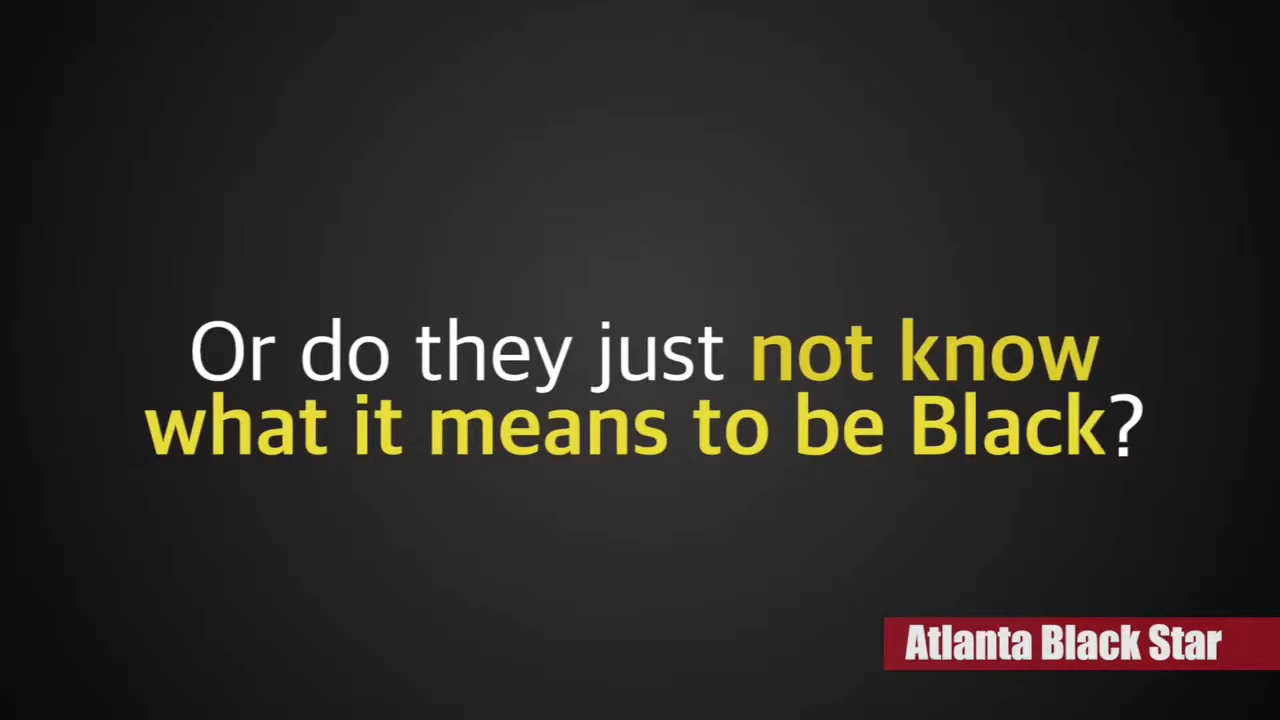 Or do they just not know
what it means to be Black?
Atlanta Black Star